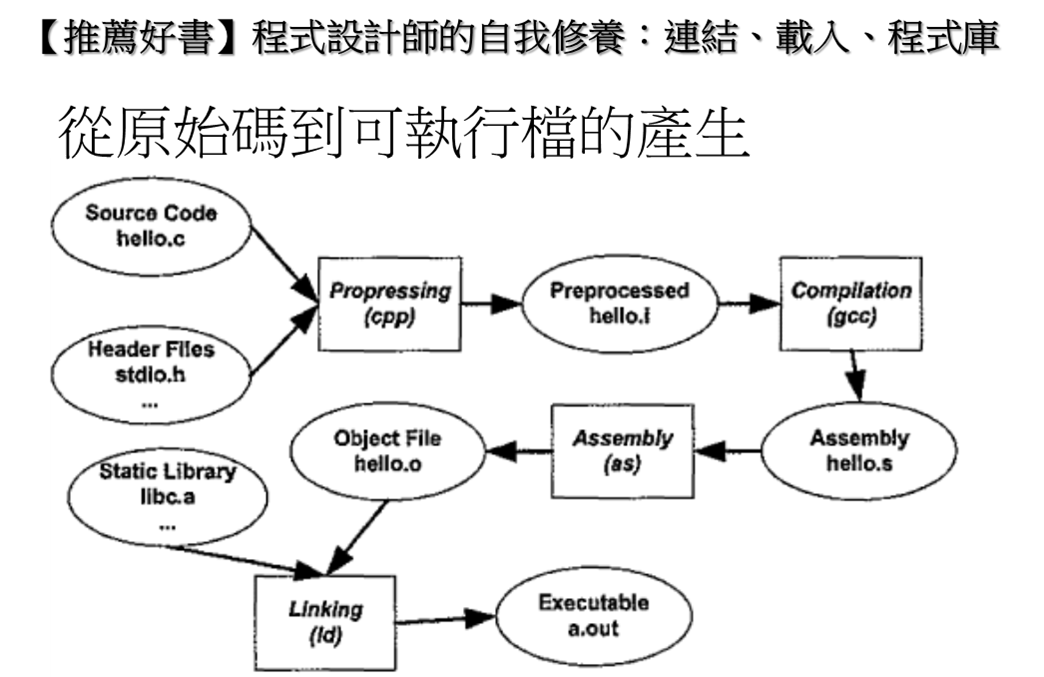 【推薦好書】程式設計師的自我修養：連結、載入、程式庫
從原始碼到可執行檔的產生
Source Code
hello.c
Header Files
stdio.h
...
Propressing
(cpp)
Preprocessed
hello.i
Compilation
(gcc)
Assembly
hello.s
Assembly
(as)
Object File
hello.o
Static Library
libc.a
...
Linking
(ld)
Executable
a.out